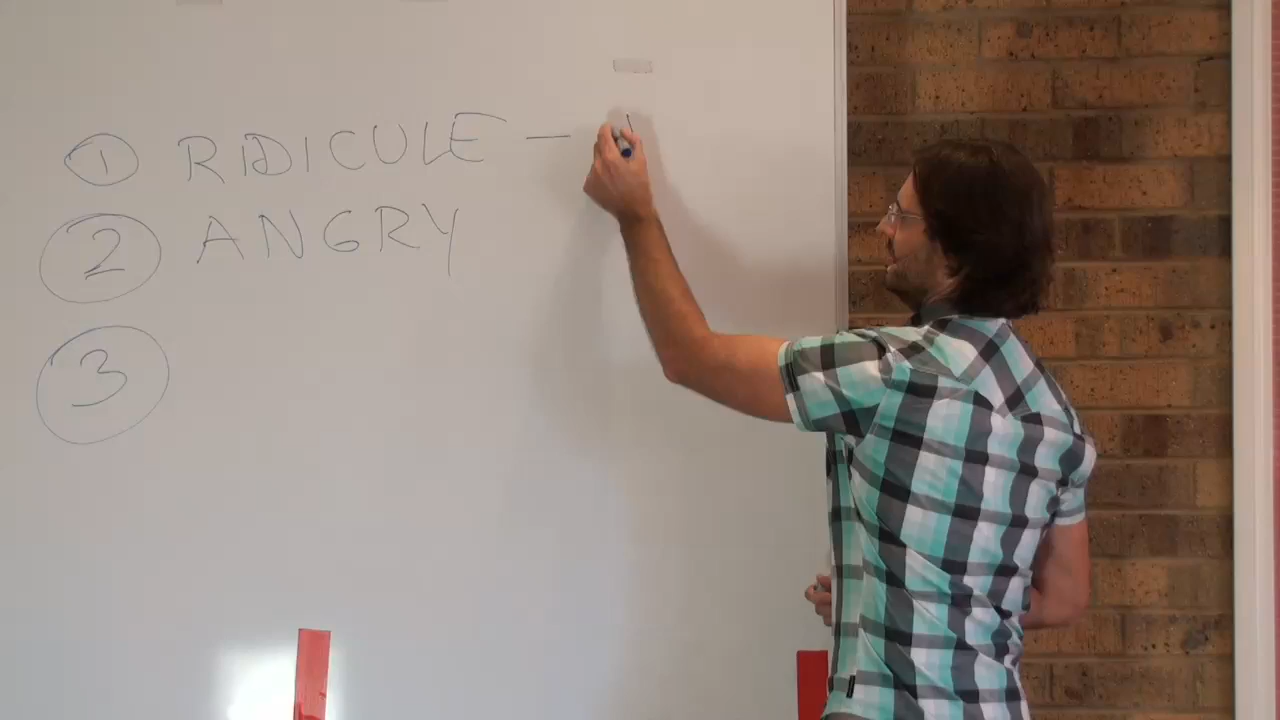 ① RIDICULE —
② ANGRY
③